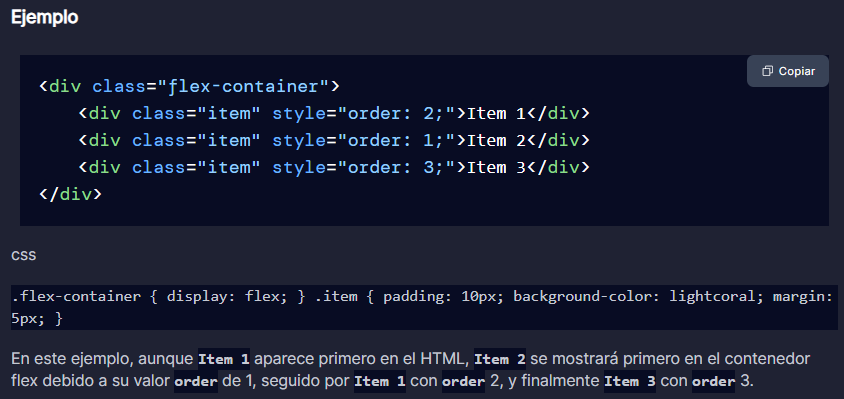 Ejemplo
Copiar
<div class="flex-container">
    <div class="item" style="order: 2;">Item 1</div>
    <div class="item" style="order: 1;">Item 2</div>
    <div class="item" style="order: 3;">Item 3</div>
</div>
css
.flex-container { display: flex; } .item { padding: 10px; background-color: lightcoral; margin:
5px; }
En este ejemplo, aunque Item 1 aparece primero en el HTML, Item 2 se mostrará primero en el contenedor
flex debido a su valor order de 1, seguido por Item 1 con order 2, y finalmente Item 3 con order 3.